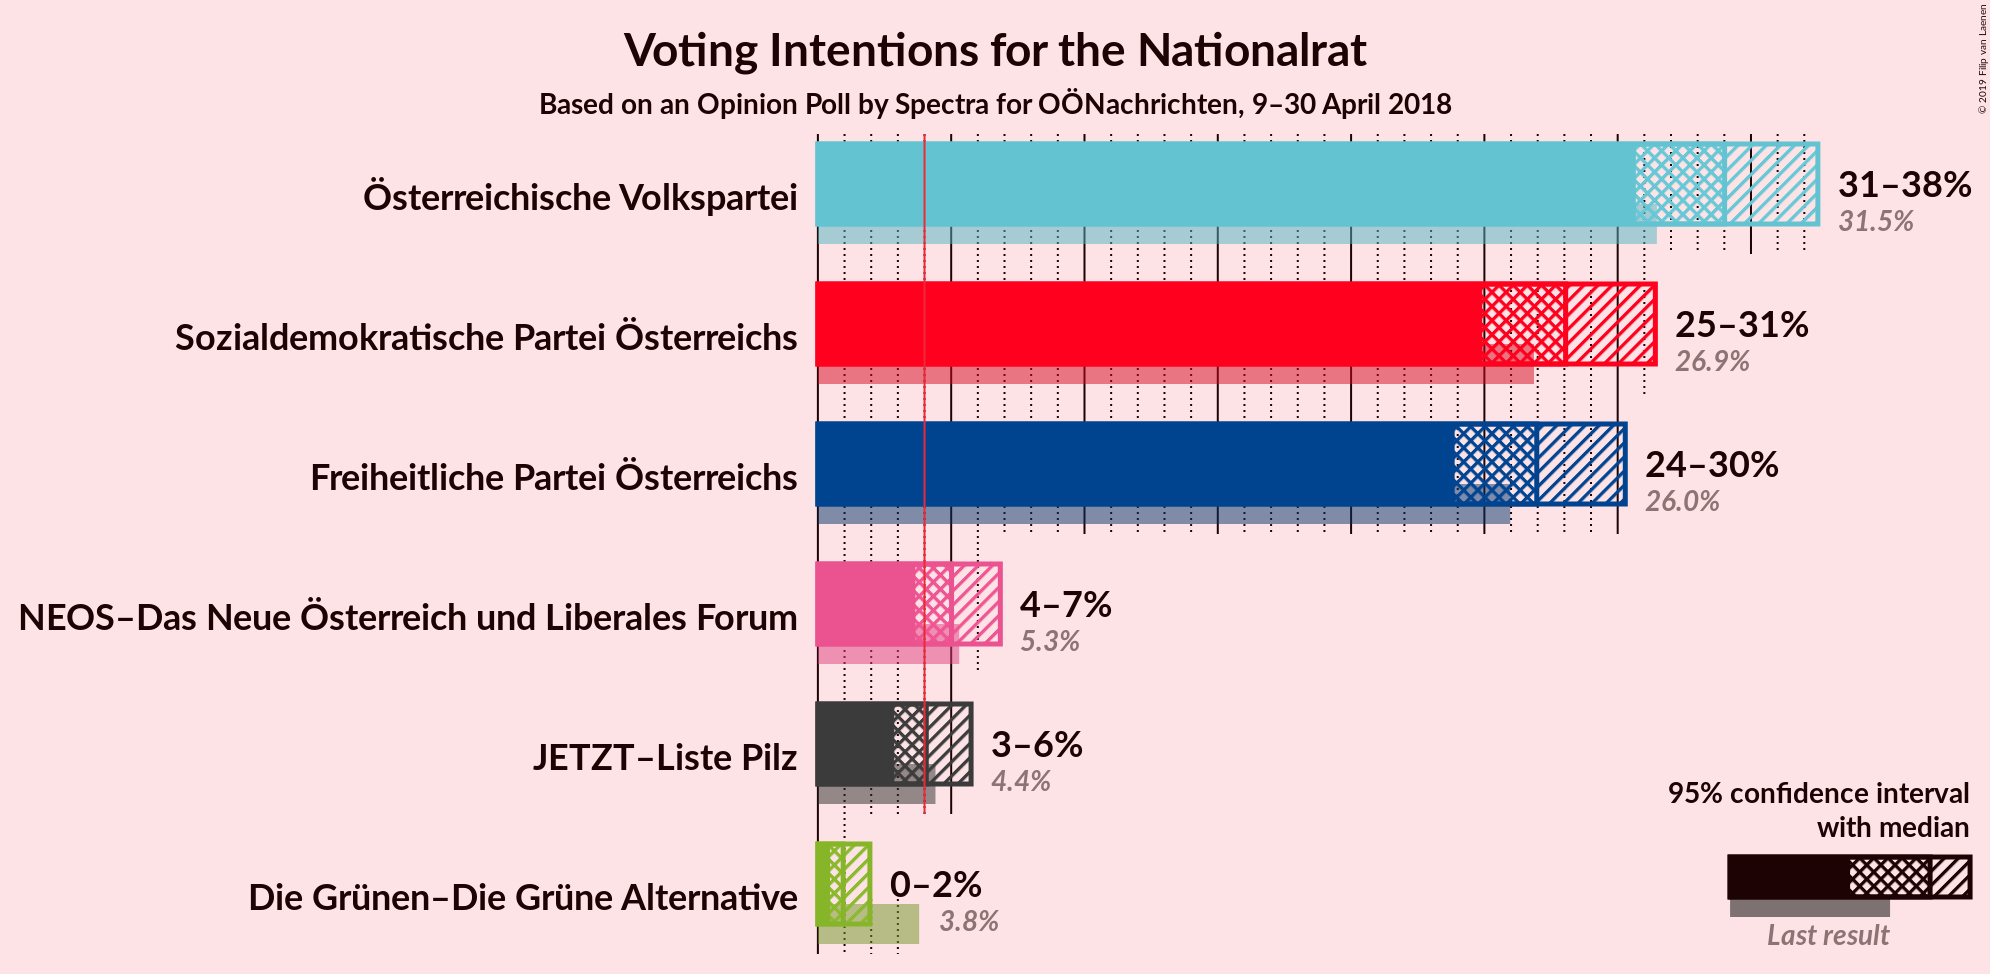 Voting Intentions for the Nationalrat
Based on an Opinion Poll by Spectra for OÖNachrichten, 9–30 April 2018
© 2019 Filip van Laenen
Österreichische Volkspartei
31–38%
31.5%
Sozialdemokratische Partei Österreichs
25–31%
26.9%
Freiheitliche Partei Österreichs
24–30%
26.0%
NEOS–Das Neue Österreich und Liberales Forum
4–7%
5.3%
JETZT–Liste Pilz
3–6%
4.4%
Die Grünen–Die Grüne Alternative
0–2%
3.8%
95% confidence interval
with median
Last result